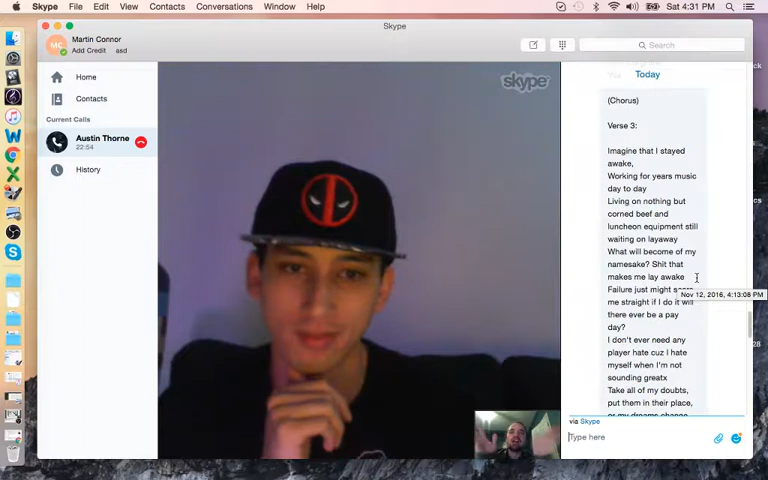 Skype File Edit View Contacts Conversations Window Help
Sat 4:31 PM
Skype
MC
Martin Connor
Add Credit asd
Search
Home
Contacts
Current Calls
Austin Thorne
22:54
History
skype
Today
(Chorus)
Verse 3:
Imagine that I stayed
awake,
Working for years music
day to day
Living on nothing but
corned beef and
luncheon equipment still
waiting on layaway
What will become of my
namesake? Shit that
makes me lay awake
Failure just might
Nov 12, 2016, 4:13:08 PM
me straight if I do it will
there ever be a pay
day?
I don't ever need any
player hate cuz I hate
myself when I'm not
sounding greatx
Take all of my doubts,
put them in their place,
or my dreams change
via Skype
Type here